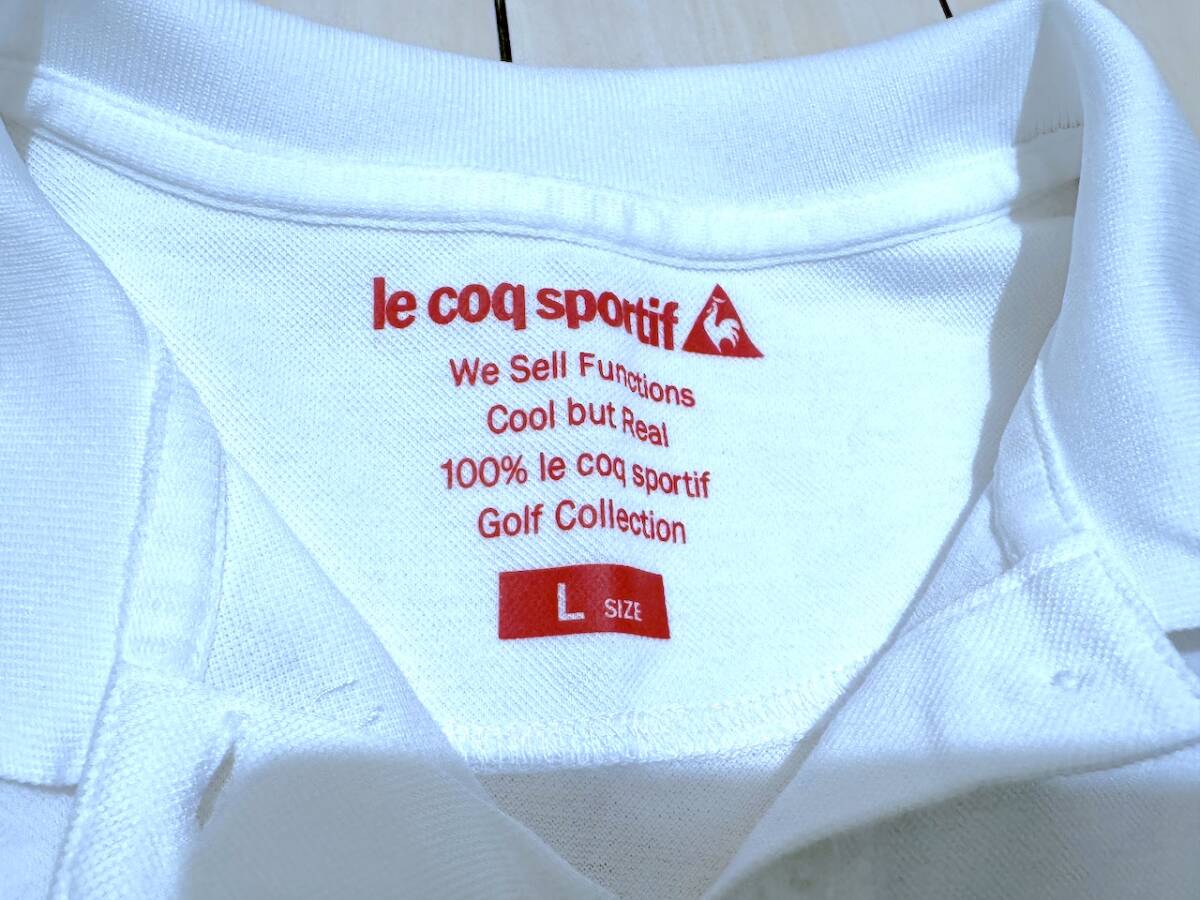 le coq sportif
We Sell Functions
Cool but Real
100% le coq sportif
Golf Collection
L SIZE